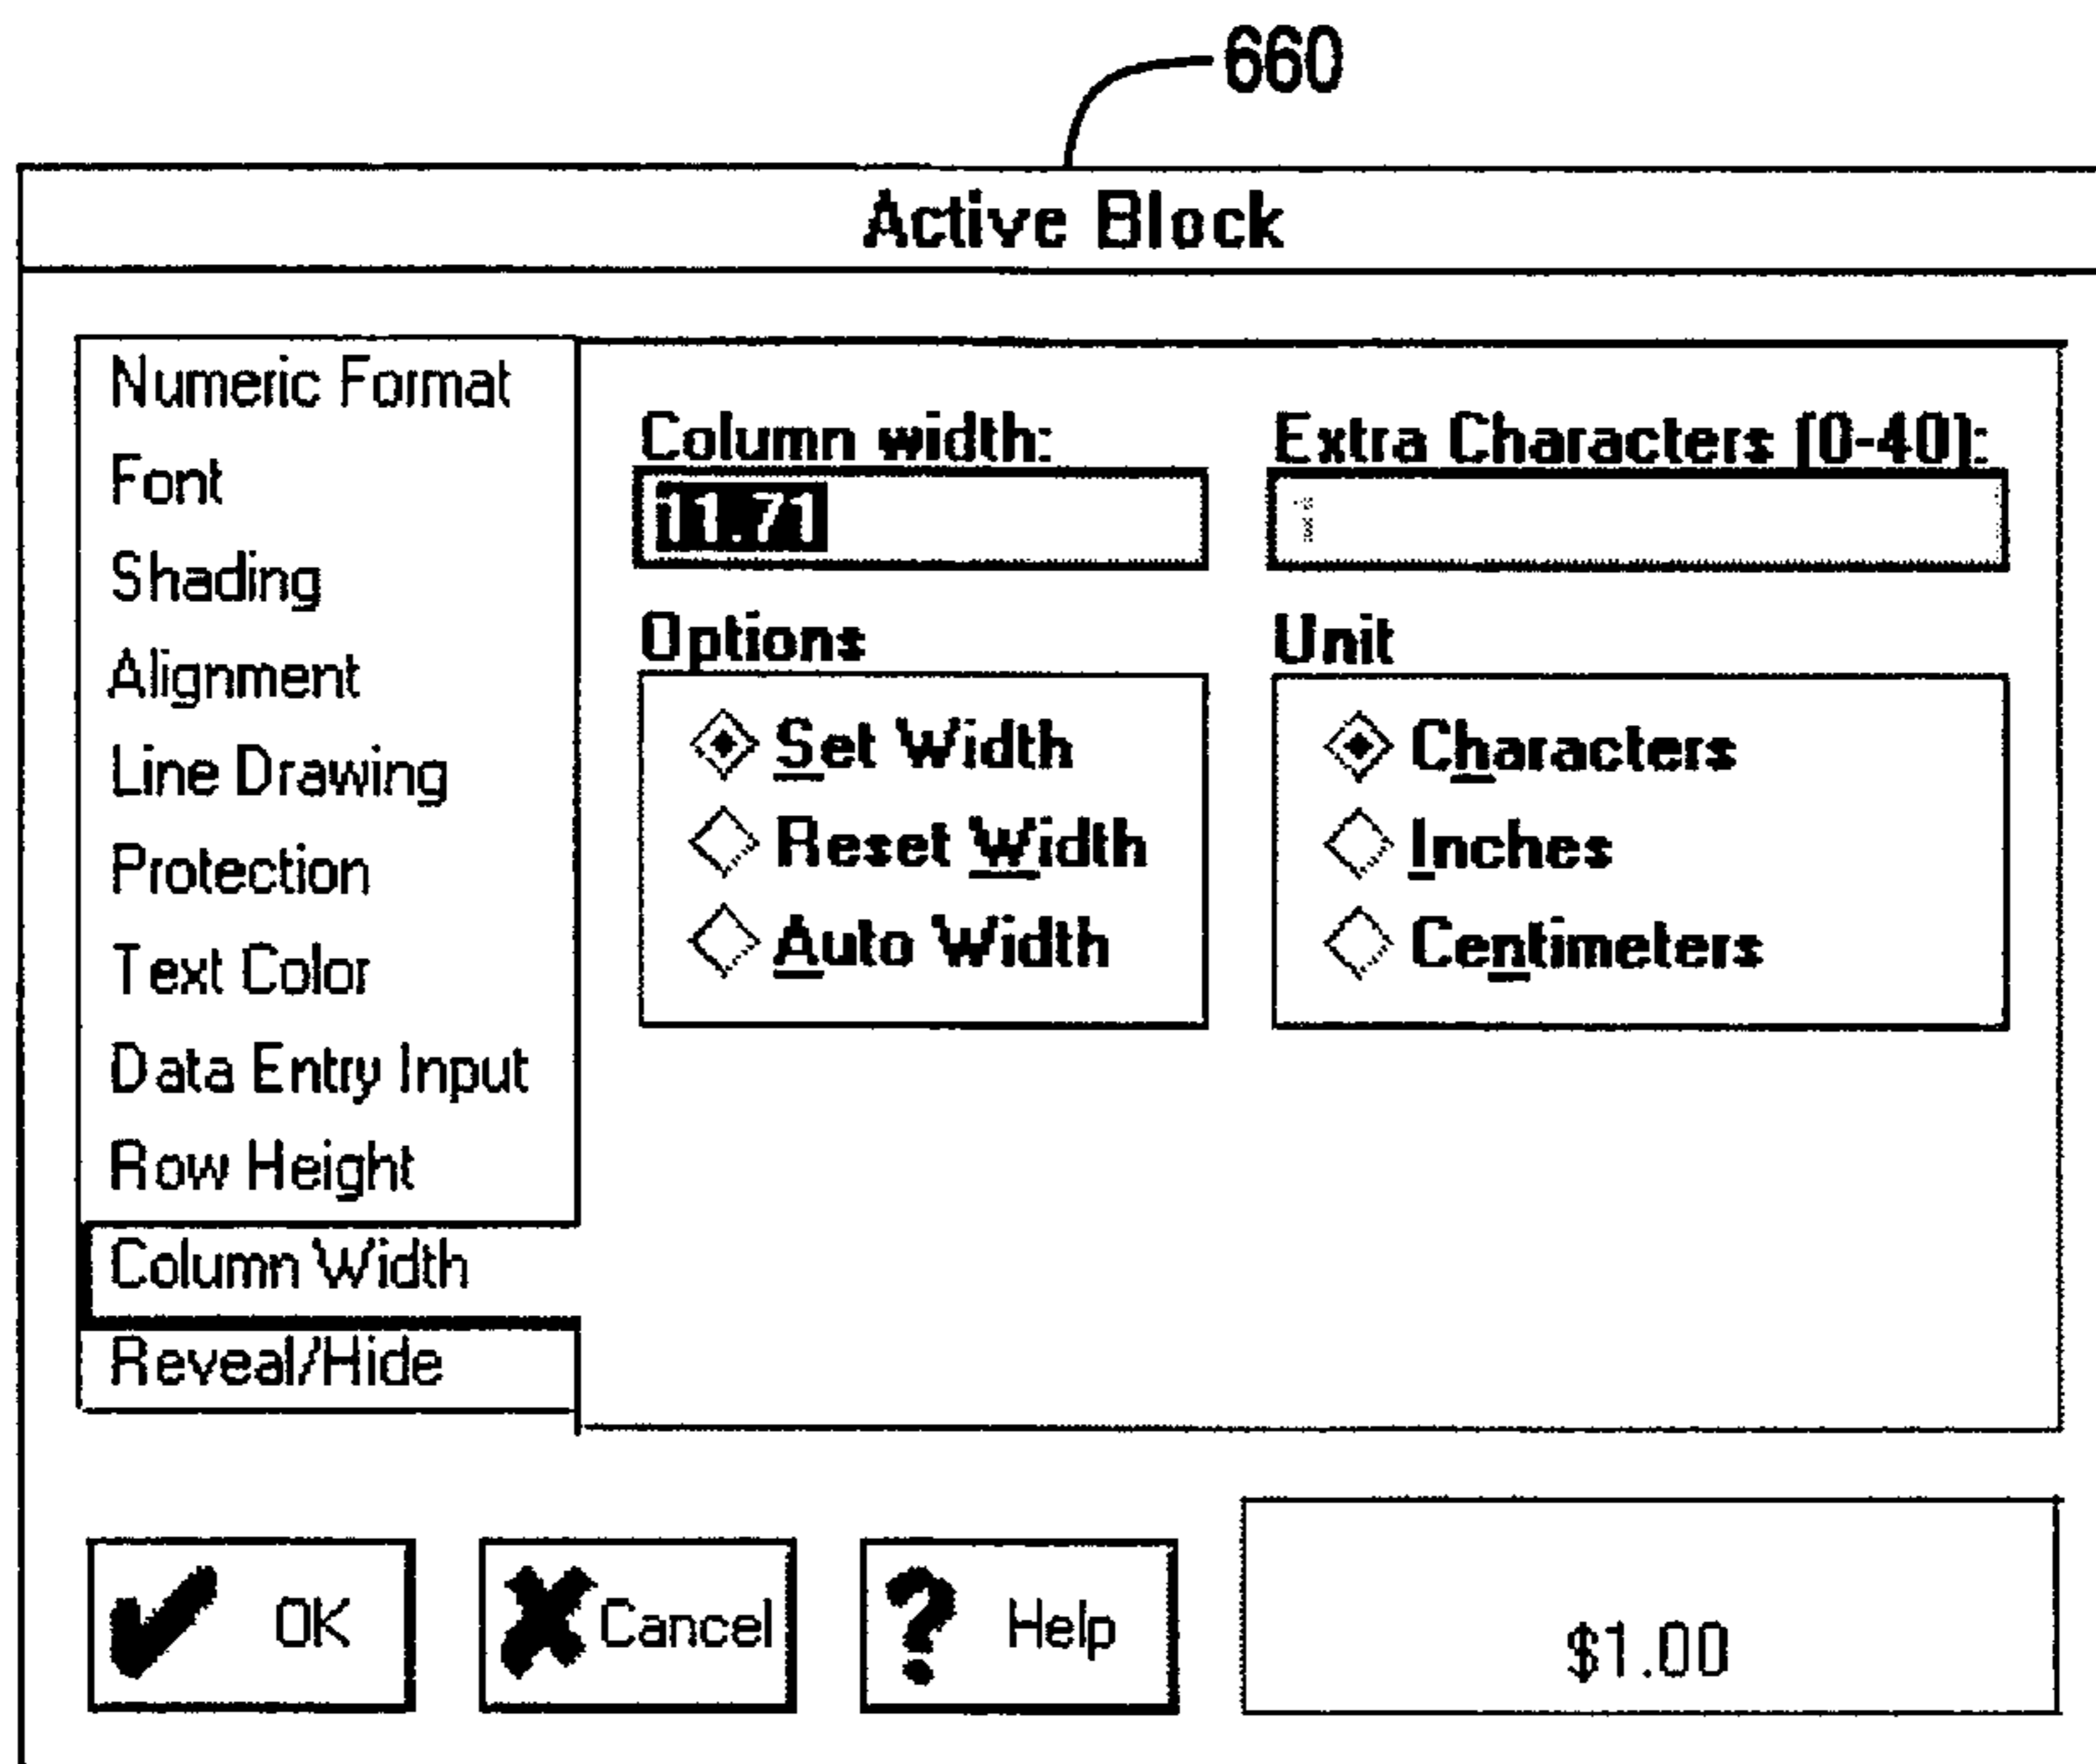 660
Active Block
Numeric Format
Font
Shading
Alignment
Line Drawing
Protection
Text Color
Data Entry Input
Row Height
Column Width
Reveal/Hide
Column width:
11.71
Extra Characters [0-40]:
Options
Set Width
Reset Width
Auto Width
Unit
Characters
Inches
Centimeters
OK
Cancel
Help
$1.00